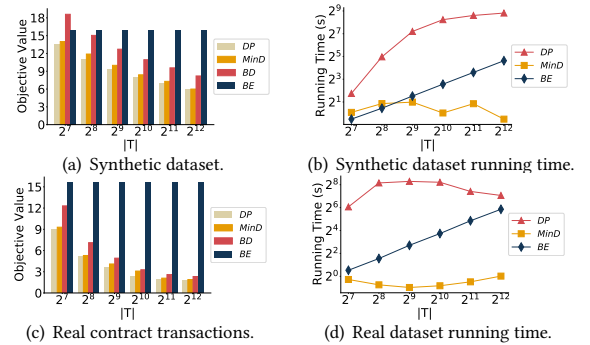 Objective Value
18
15
12
9
6
3
0
2^7 2^8 2^9 2^10 2^11 2^12
|T|
DP
MinD
BD
BE
(a) Synthetic dataset.
Running Time (s)
2^9
2^7
2^5
2^3
2^1
2^7 2^8 2^9 2^10 2^11 2^12
|T|
DP
MinD
BE
(b) Synthetic dataset running time.
Objective Value
15
12
9
6
3
0
2^7 2^8 2^9 2^10 2^11 2^12
|T|
DP
MinD
BD
BE
(c) Real contract transactions.
Running Time (s)
2^8
2^6
2^4
2^2
2^0
2^7 2^8 2^9 2^10 2^11 2^12
|T|
DP
MinD
BE
(d) Real dataset running time.